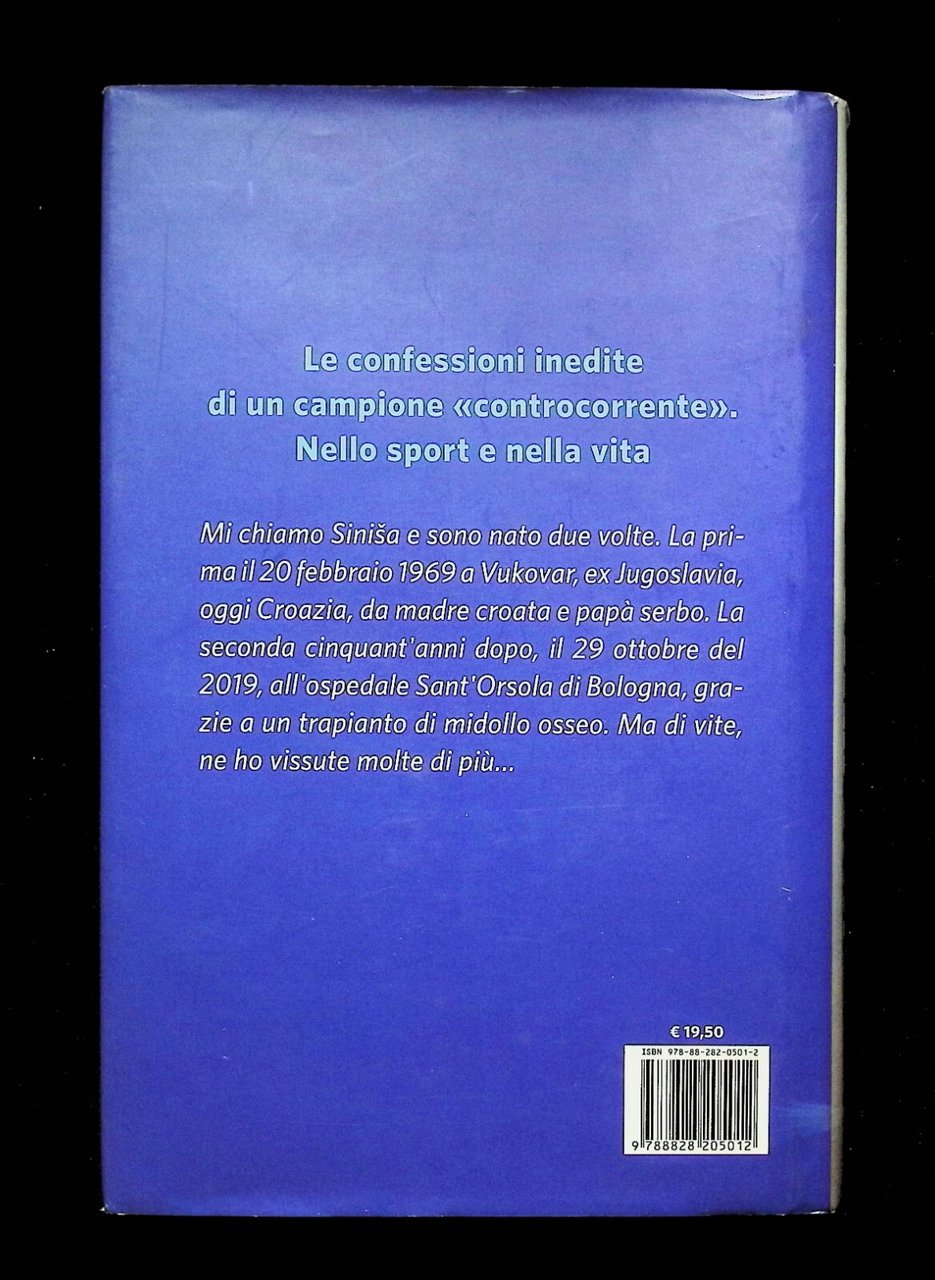 Le confessioni inedite
di un campione «controcorrente».
Nello sport e nella vita
Mi chiamo Siniša e sono nato due volte. La pri-
ma il 20 febbraio 1969 a Vukovar, ex Jugoslavia,
oggi Croazia, da madre croata e papà serbo. La
seconda cinquant'anni dopo, il 29 ottobre del
2019, all'ospedale Sant'Orsola di Bologna, gra-
zie a un trapianto di midollo osseo. Ma di vite,
ne ho vissute molte di più...
€ 19,50
ISBN 978-88-282-0501-2
9 788828 205012